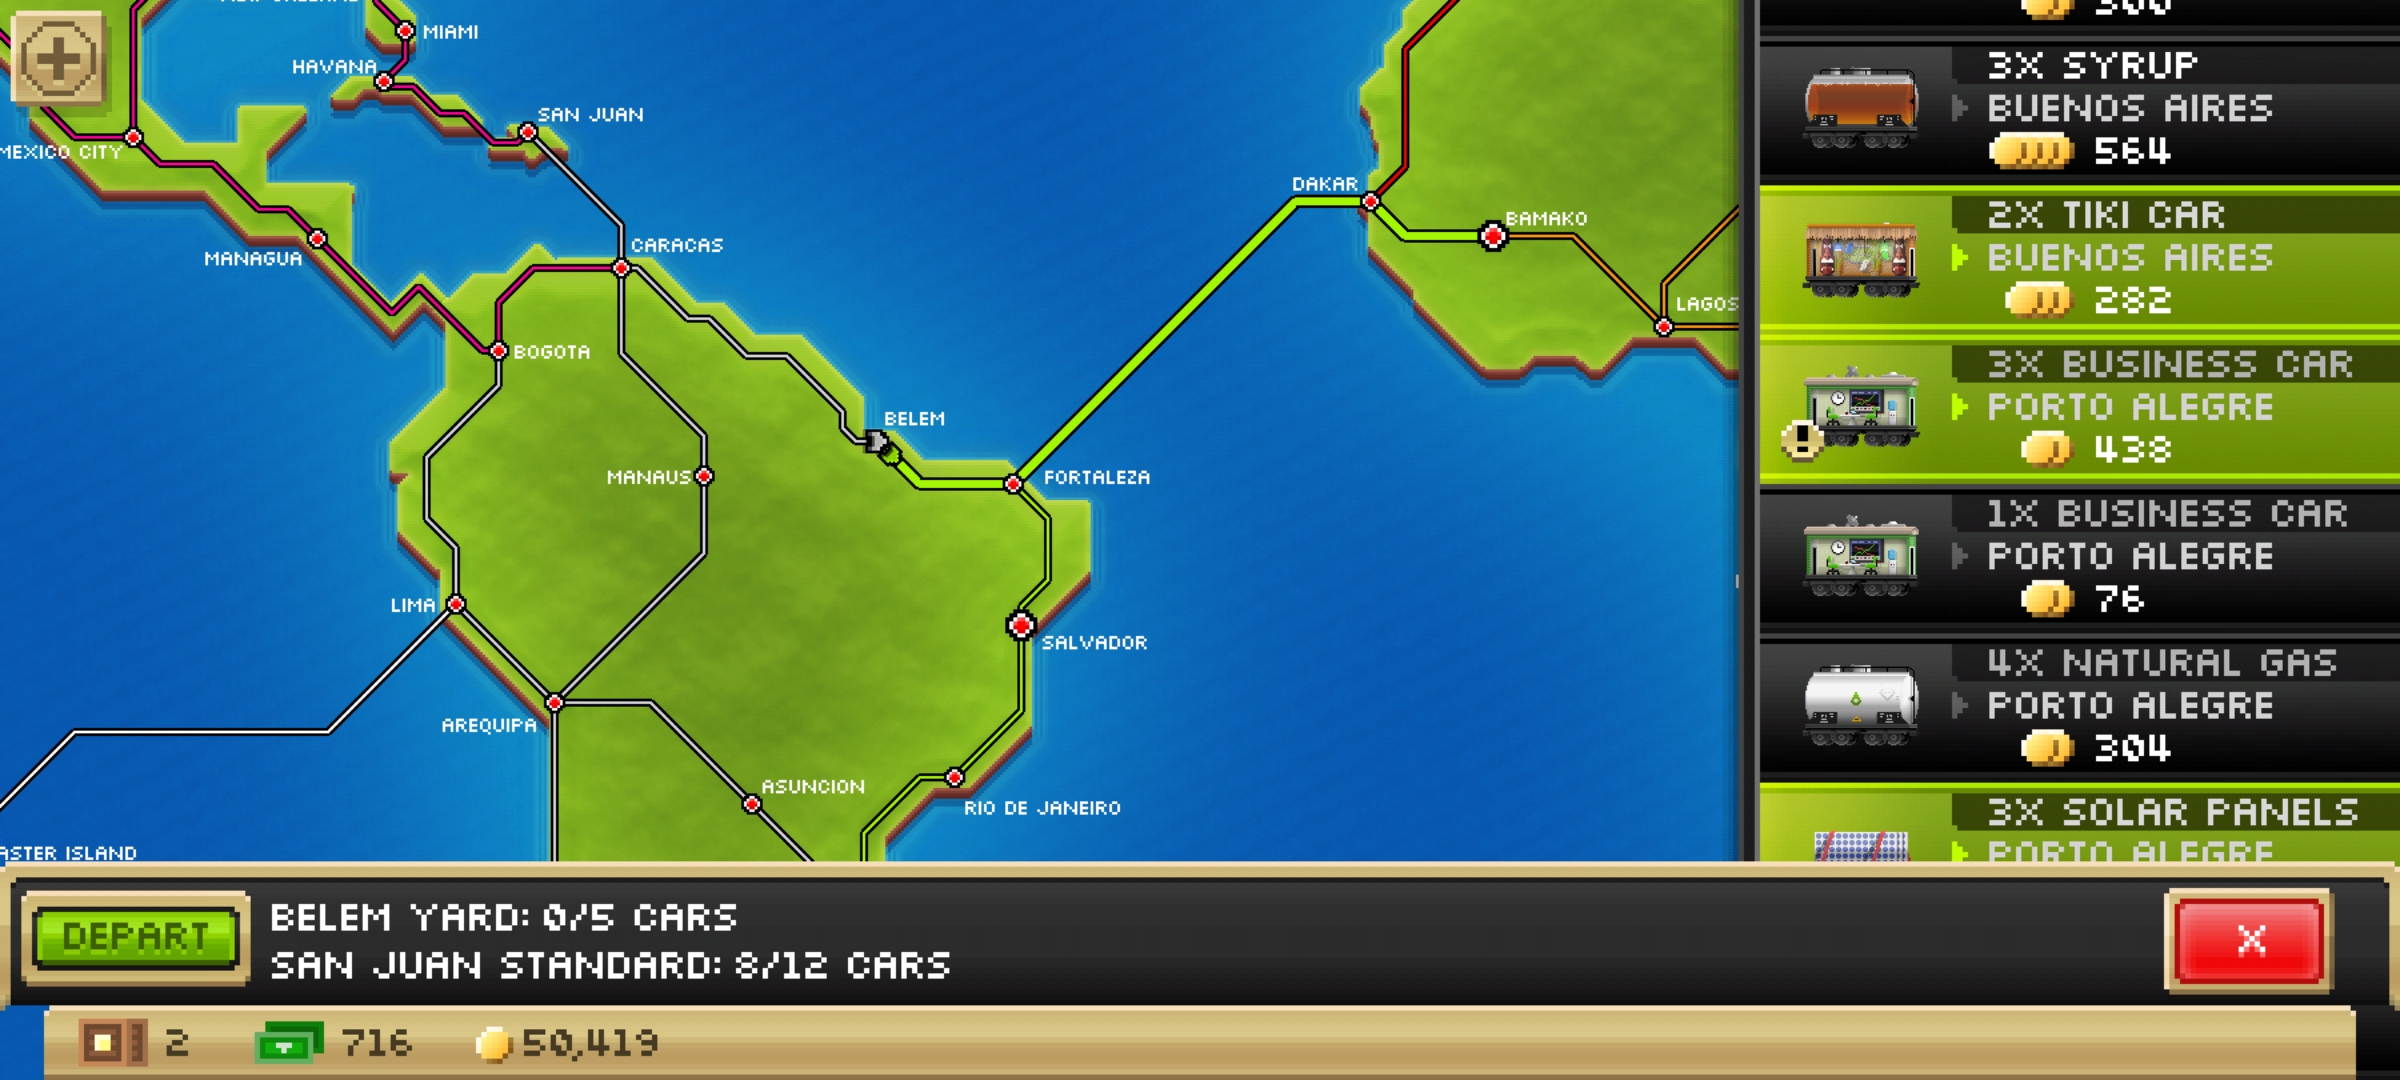 MIAMI
HAVANA
SAN JUAN
MEXICO CITY
MANAGUA
CARACAS
BOGOTA
DAKAR
BAMAKO
LAGOS
BELEM
MANAUS
FORTALEZA
LIMA
SALVADOR
AREQUIPA
ASUNCION
RIO DE JANEIRO
ASTER ISLAND
300
3X SYRUP
BUENOS AIRES
564
2X TIKI CAR
BUENOS AIRES
282
3X BUSINESS CAR
PORTO ALEGRE
438
1X BUSINESS CAR
PORTO ALEGRE
76
4X NATURAL GAS
PORTO ALEGRE
304
3X SOLAR PANELS
PORTO ALEGRE
DEPART
BELEM YARD: 0/5 CARS
SAN JUAN STANDARD: 8/12 CARS
X
2
716
50,419